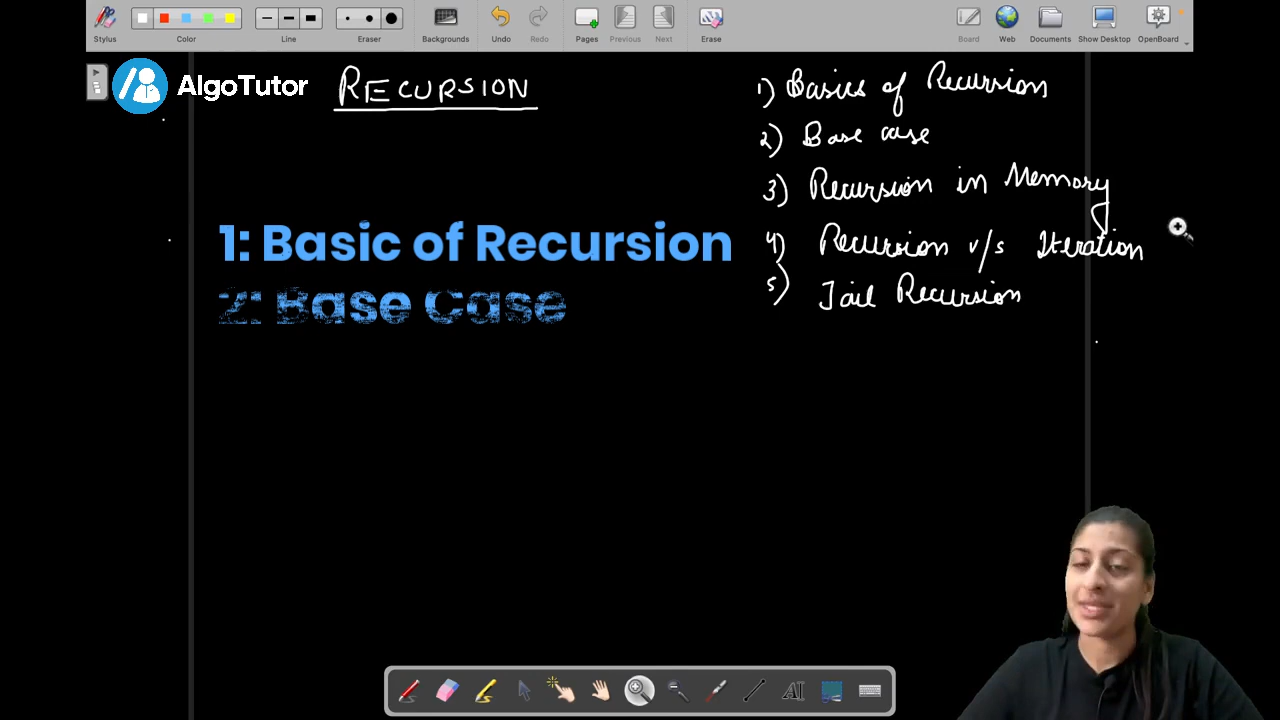 Stylus
Color
Line
Eraser
Backgrounds
Undo
Redo
Pages
Previous
Next
Erase
Board
Web
Documents
Show Desktop
OpenBoard
AlgoTutor
RECURSION
1) Basics of Recursion
2) Base case
3) Recursion in Memory
4) Recursion v/s Iteration
5) Tail Recursion
1: Basic of Recursion
2: Base Case
AI